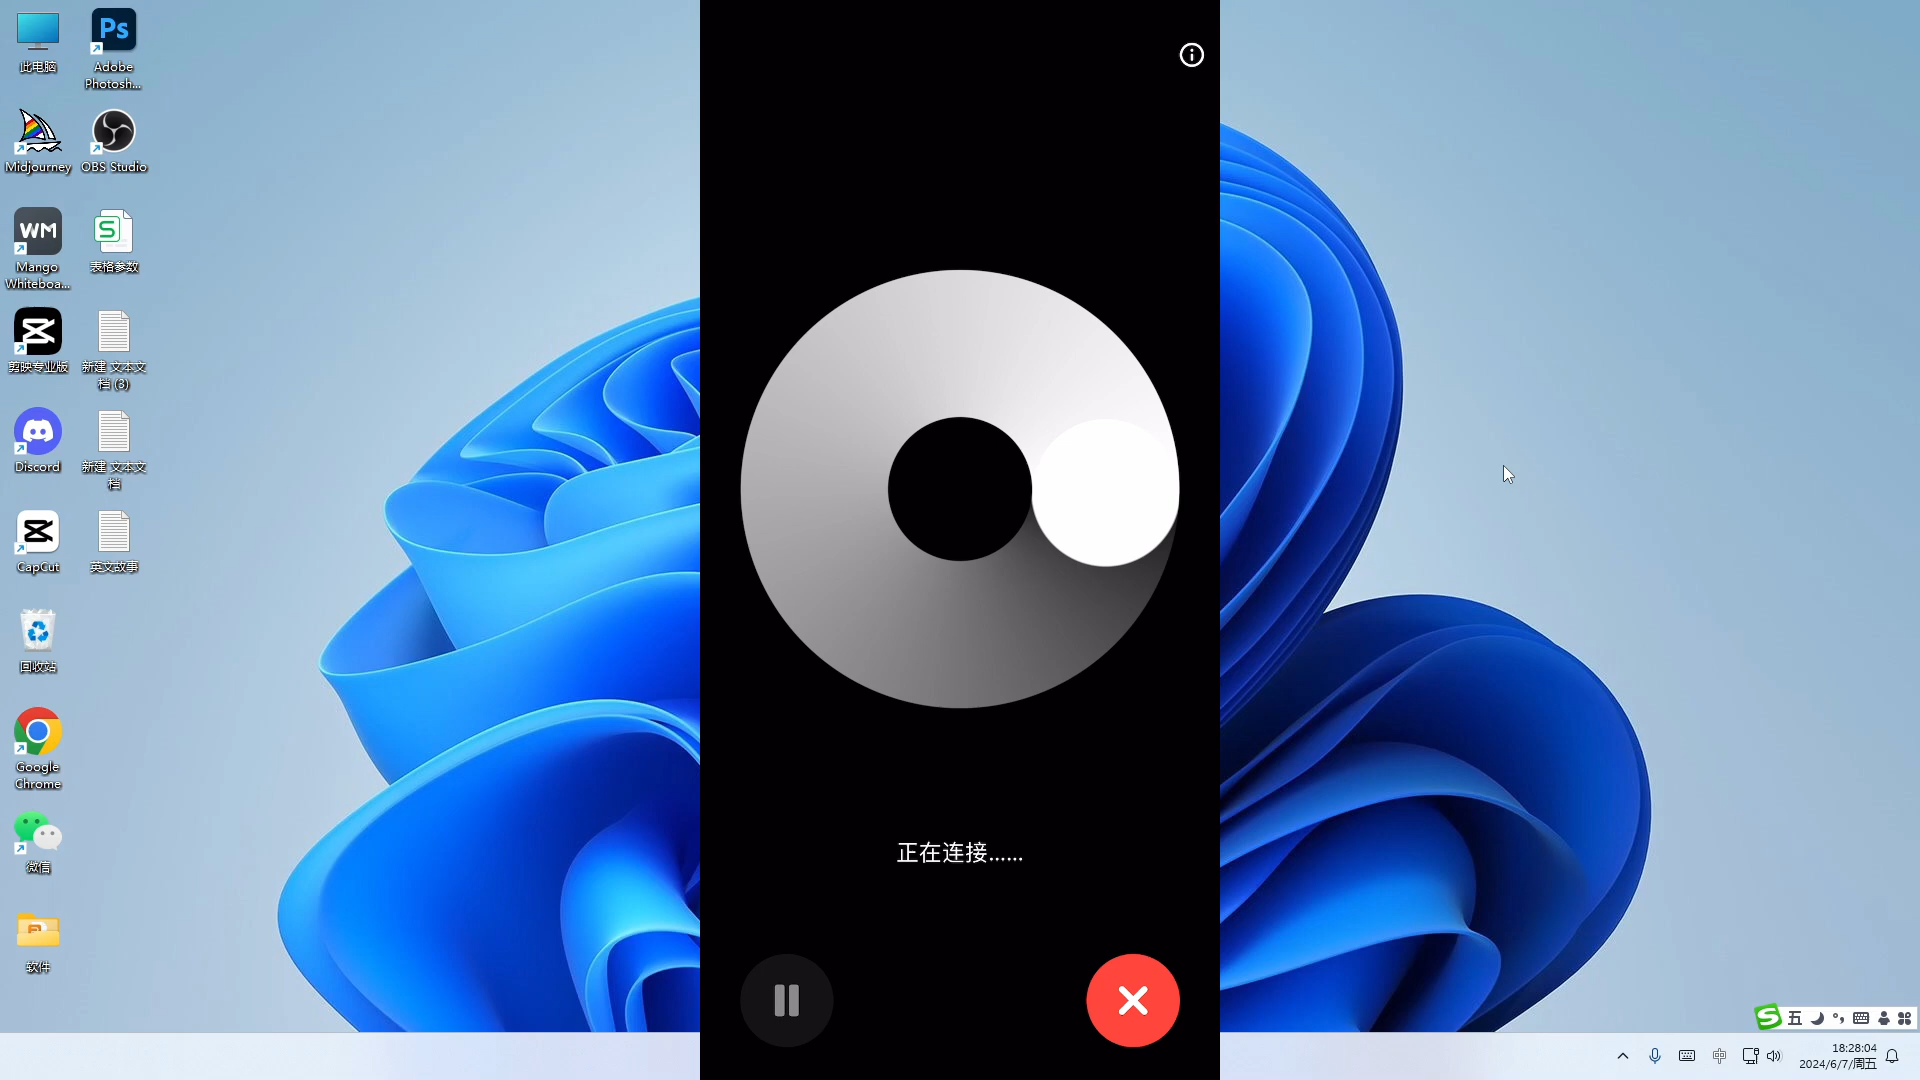 此电脑
Ps
Adobe
Photosh...
Midjourney
OBS Studio
WM
Mango
Whiteboa...
S
表格参数
剪映专业版
新建 文本文
档 (3)
Discord
新建 文本文
档
CapCut
英文故事
回收站
Google
Chrome
微信
软件
正在连接......
S
五
中
18:28:04
2024/6/7/周五